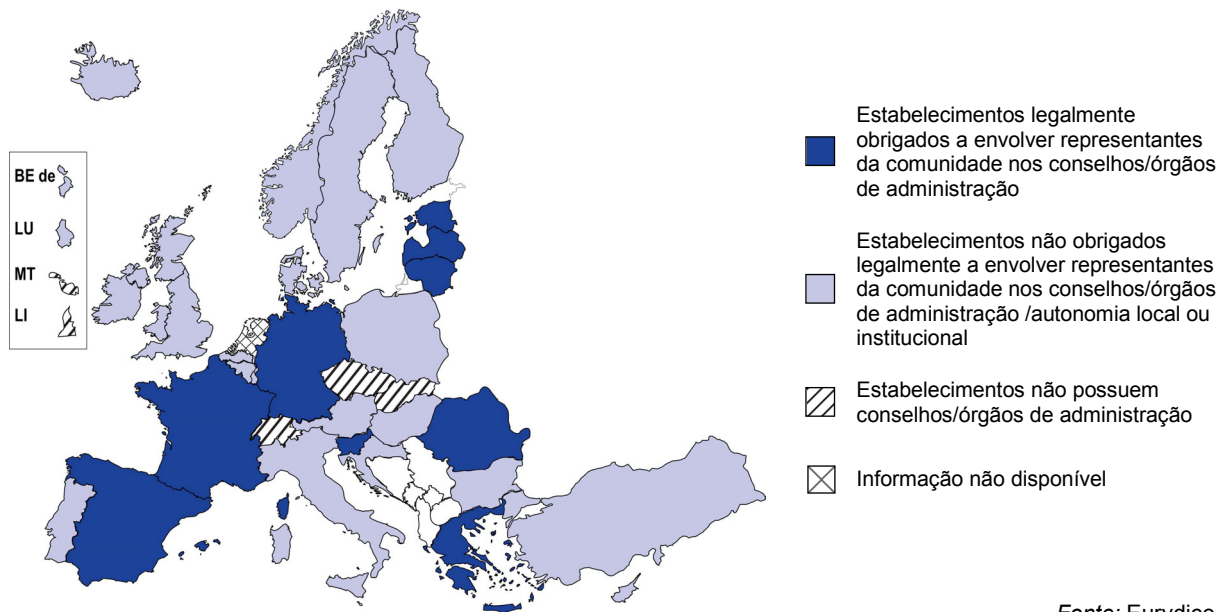 BE de
LU
MT
LI
Estabelecimentos legalmente
obrigados a envolver representantes
da comunidade nos conselhos/órgãos
de administração
Estabelecimentos não obrigados
legalmente a envolver representantes
da comunidade nos conselhos/órgãos
de administração /autonomia local ou
institucional
Estabelecimentos não possuem
conselhos/órgãos de administração
Informação não disponível
Fonte: Eurydice